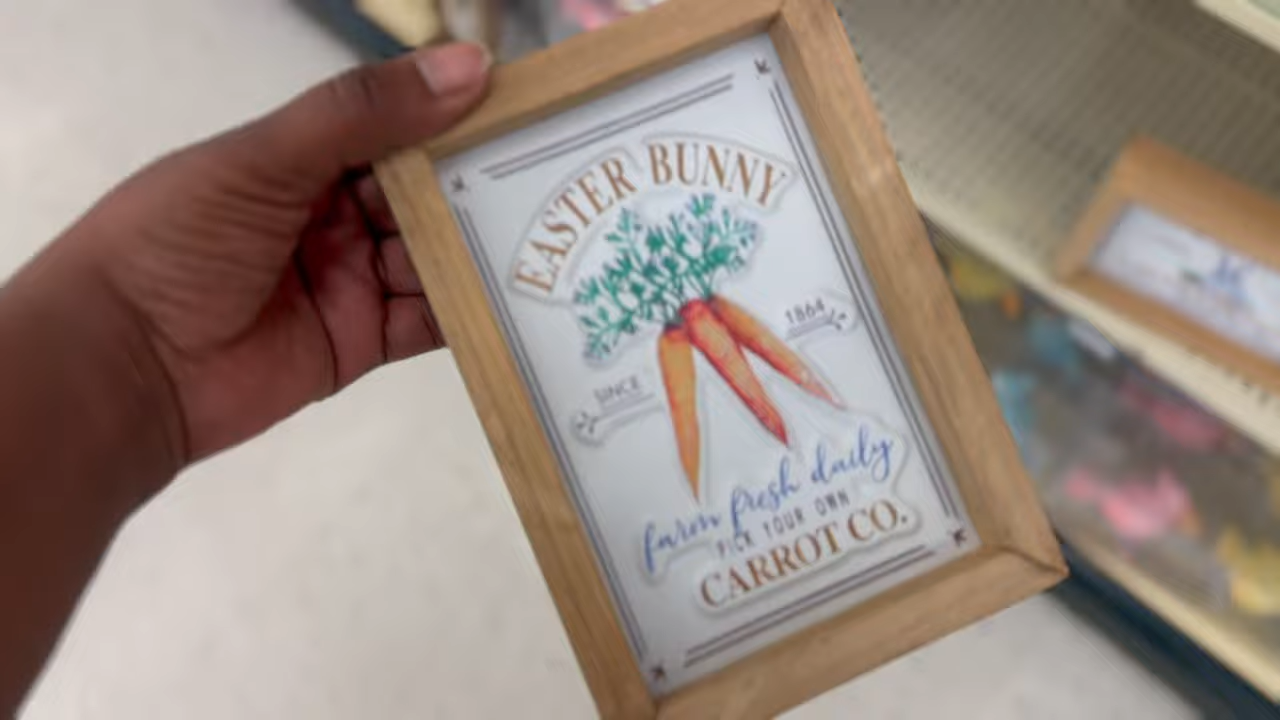 EASTER BUNNY
SINCE 1864
farm fresh daily
PICK YOUR OWN
CARROT CO.